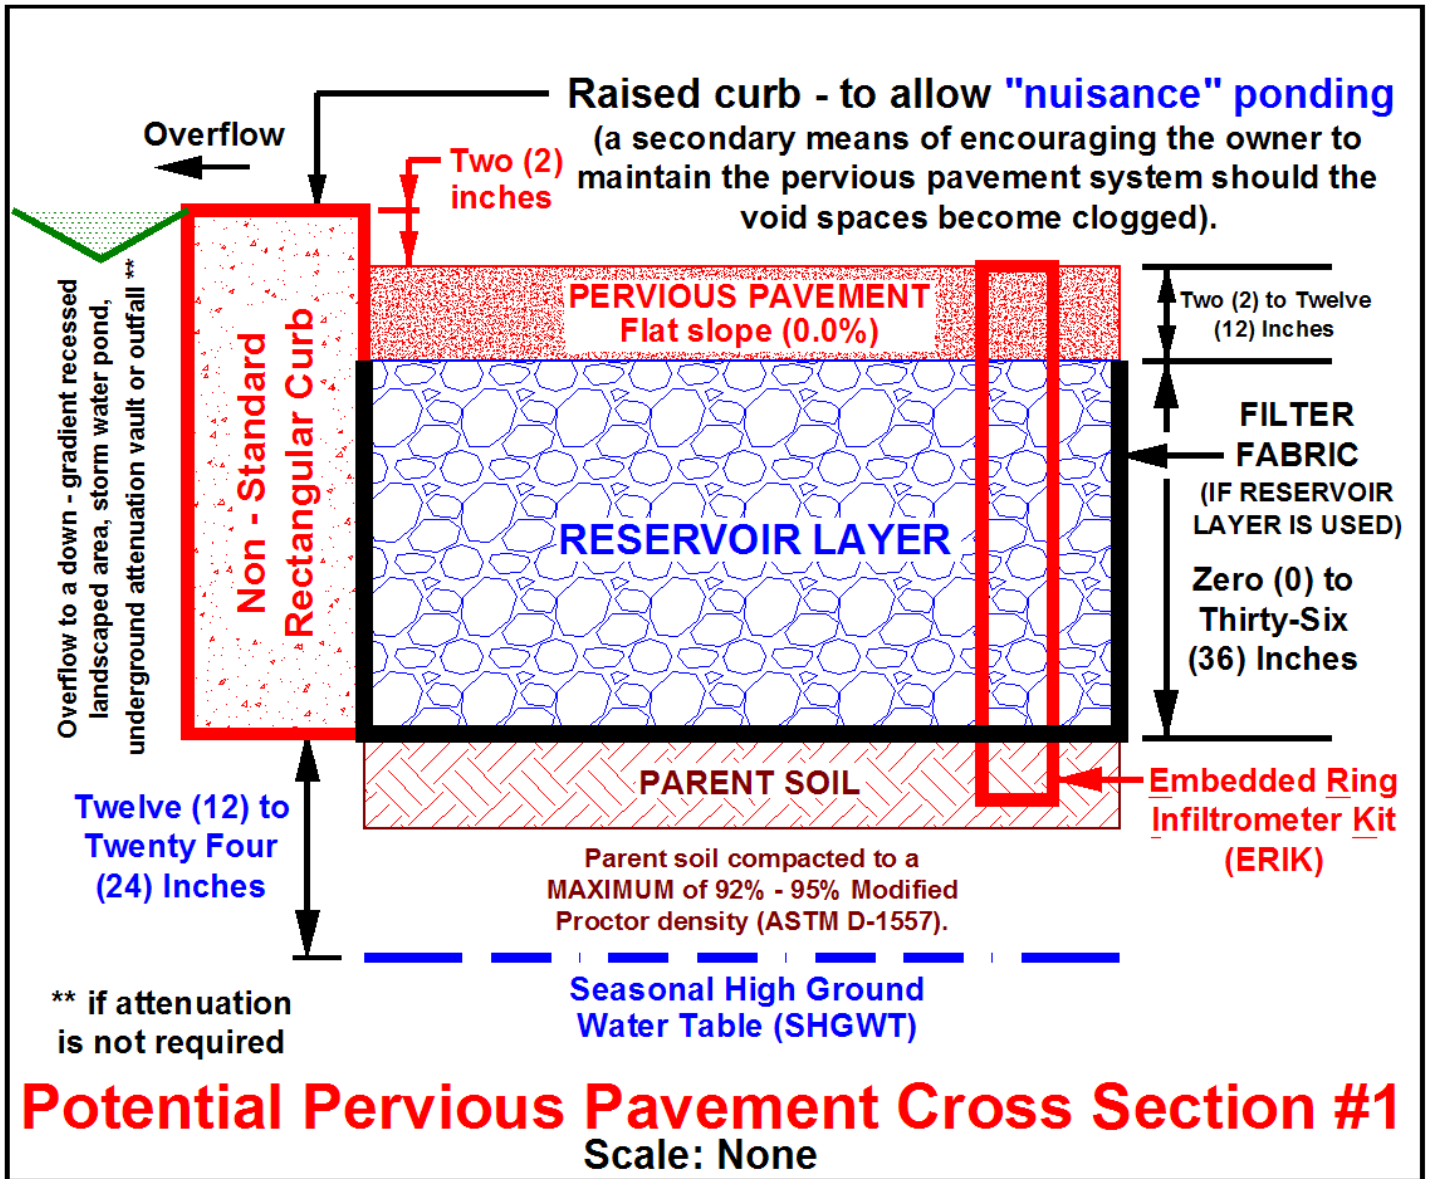 Raised curb - to allow "nuisance" ponding
(a secondary means of encouraging the owner to
maintain the pervious pavement system should the
void spaces become clogged).
Overflow
Two (2)
inches
Overflow to a down - gradient recessed
landscaped area, storm water pond,
underground attenuation vault or outfall **
Non - Standard
Rectangular Curb
PERVIOUS PAVEMENT
Flat slope (0.0%)
Two (2) to Twelve
(12) Inches
FILTER
FABRIC
(IF RESERVOIR
LAYER IS USED)
RESERVOIR LAYER
Zero (0) to
Thirty-Six
(36) Inches
PARENT SOIL
Embedded Ring
Infiltrometer Kit
(ERIK)
Twelve (12) to
Twenty Four
(24) Inches
Parent soil compacted to a
MAXIMUM of 92% - 95% Modified
Proctor density (ASTM D-1557).
Seasonal High Ground
Water Table (SHGWT)
** if attenuation
is not required
Potential Pervious Pavement Cross Section #1
Scale: None